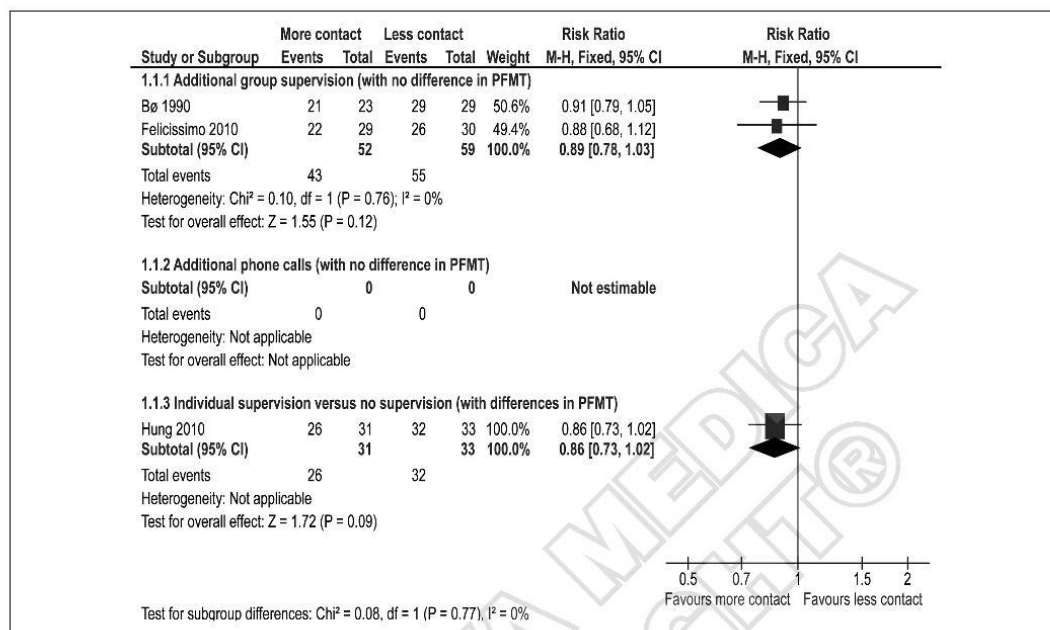 More contact Less contact Risk Ratio Risk Ratio
Study or Subgroup Events Total Events Total Weight M-H, Fixed, 95% CI M-H, Fixed, 95% CI
1.1.1 Additional group supervision (with no difference in PFMT)
Bø 1990 21 23 29 29 50.6% 0.91 [0.79, 1.05]
Felicissimo 2010 22 29 26 30 49.4% 0.88 [0.68, 1.12]
Subtotal (95% CI) 52 59 100.0% 0.89 [0.78, 1.03]
Total events 43 55
Heterogeneity: Chi² = 0.10, df = 1 (P = 0.76); I² = 0%
Test for overall effect: Z = 1.55 (P = 0.12)
1.1.2 Additional phone calls (with no difference in PFMT)
Subtotal (95% CI) 0 0 Not estimable
Total events 0 0
Heterogeneity: Not applicable
Test for overall effect: Not applicable
1.1.3 Individual supervision versus no supervision (with differences in PFMT)
Hung 2010 26 31 32 33 100.0% 0.86 [0.73, 1.02]
Subtotal (95% CI) 31 33 100.0% 0.86 [0.73, 1.02]
Total events 26 32
Heterogeneity: Not applicable
Test for overall effect: Z = 1.72 (P = 0.09)
0.5 0.7 1 1.5 2
Favours more contact Favours less contact
Test for subgroup differences: Chi² = 0.08, df = 1 (P = 0.77), I² = 0%
MEDICA